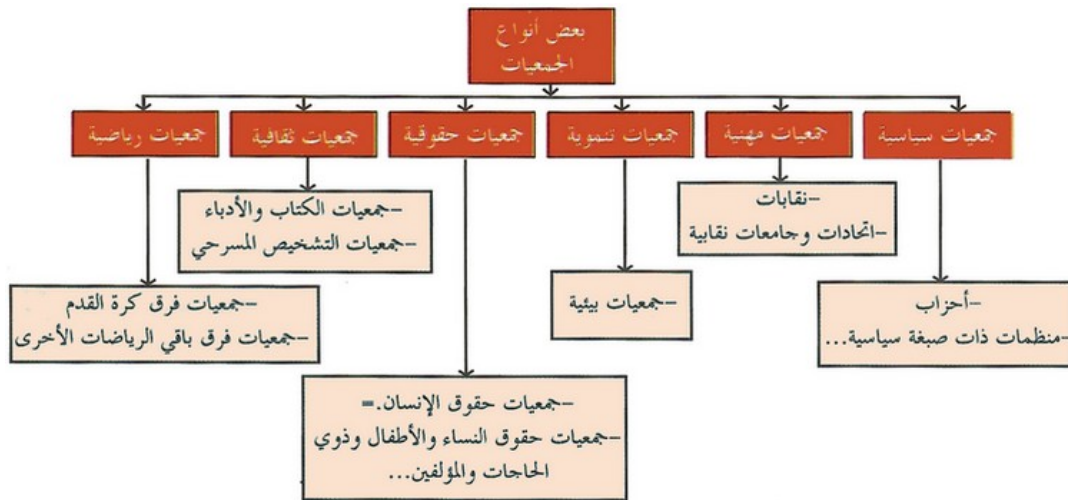 بعض أنواع
الجمعيات
جمعيات سياسية
جمعيات مهنية
جمعيات تنموية
جمعيات حقوقية
جمعيات ثقافية
جمعيات رياضية
-نقابات
-اتحادات وجامعات نقابية
-جمعيات الكتاب والأدباء
-جمعيات التشخيص المسرحي
-أحزاب
-منظمات ذات صبغة سياسية...
-جمعيات بيئية
-جمعيات فرق كرة القدم
-جمعيات فرق باقي الرياضات الأخرى
-جمعيات حقوق الإنسان.=
-جمعيات حقوق النساء والأطفال وذوي
الحاجات والمؤلفين...